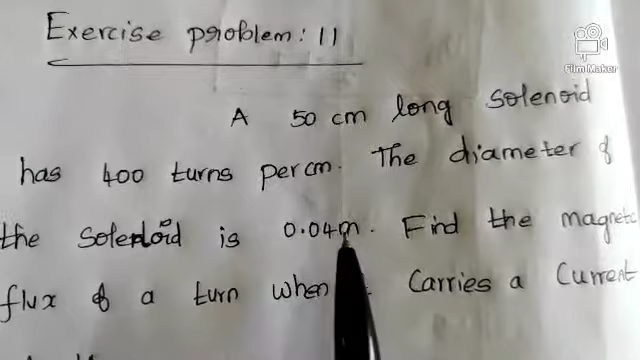 Exercise problem: 11
Film Maker
A 50 cm long solenoid
has 400 turns per cm. The diameter of
the Solenoid is 0.04m. Find the magnetic
flux of a turn when Carries a Current